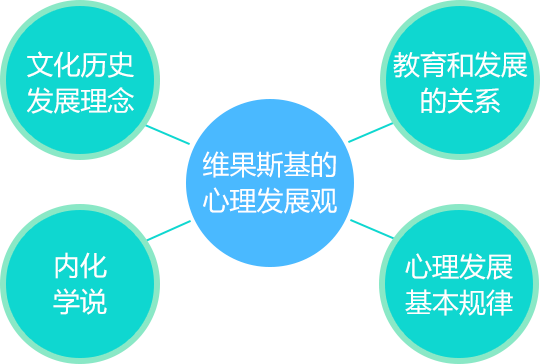 文化历史
发展理念
教育和发展
的关系
维果斯基的
心理发展观
内化
学说
心理发展
基本规律